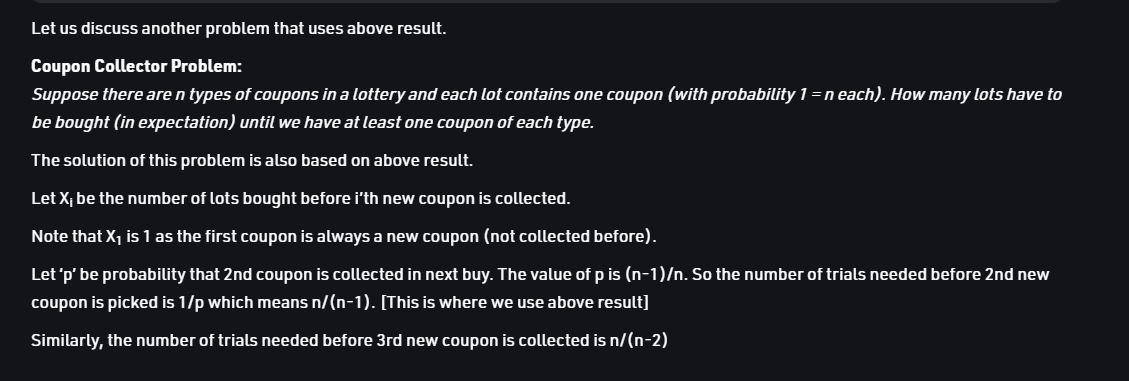 Let us discuss another problem that uses above result.
Coupon Collector Problem:
Suppose there are n types of coupons in a lottery and each lot contains one coupon (with probability 1 = n each). How many lots have to
be bought (in expectation) until we have at least one coupon of each type.
The solution of this problem is also based on above result.
Let Xᵢ be the number of lots bought before i'th new coupon is collected.
Note that X₁ is 1 as the first coupon is always a new coupon (not collected before).
Let ‘p’ be probability that 2nd coupon is collected in next buy. The value of p is (n-1)/n. So the number of trials needed before 2nd new
coupon is picked is 1/p which means n/(n-1). [This is where we use above result]
Similarly, the number of trials needed before 3rd new coupon is collected is n/(n-2)